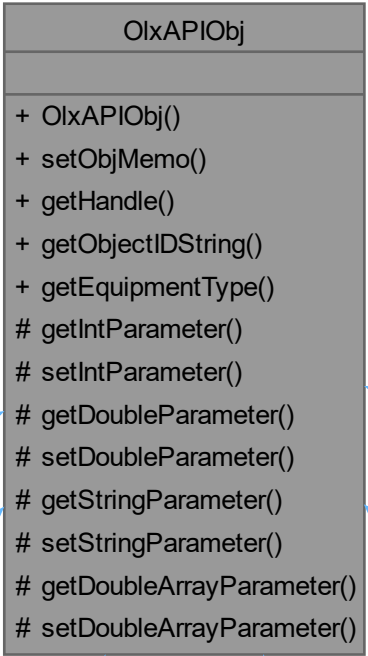 OlxAPIObj
+ OlxAPIObj()
+ setObjMemo()
+ getHandle()
+ getObjectIDString()
+ getEquipmentType()
# getIntParameter()
# setIntParameter()
# getDoubleParameter()
# setDoubleParameter()
# getStringParameter()
# setStringParameter()
# getDoubleArrayParameter()
# setDoubleArrayParameter()